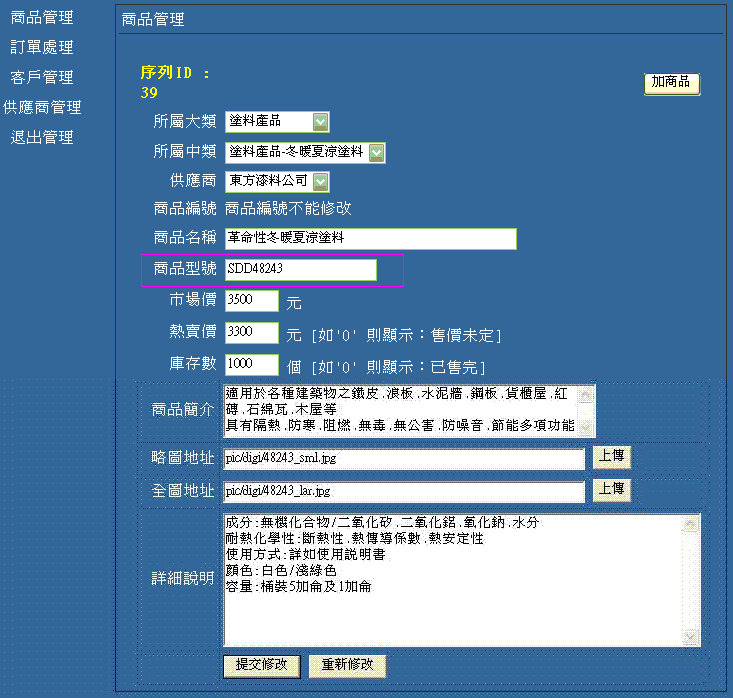 商品管理
訂單處理
客戶管理
供應商管理
退出管理
商品管理
序列ID :
39
加商品
所屬大類 塗料產品
所屬中類 塗料產品-冬暖夏涼塗料
供應商 東方漆料公司
商品編號 商品編號不能修改
商品名稱 革命性冬暖夏涼塗料
商品型號 SDD48243
市場價 3500 元
熱賣價 3300 元 [如'0' 則顯示：售價未定]
庫存數 1000 個 [如'0' 則顯示：已售完]
商品簡介
適用於各種建築物之鐵皮.浪板.水泥牆.鋼板.貨櫃屋.紅
磚.石綿瓦.木屋等
具有隔熱.防寒.阻燃.無毒.無公害.防噪音.節能多項功能
略圖地址 pic/digi/48243_sml.jpg 上傳
全圖地址 pic/digi/48243_lar.jpg 上傳
詳細說明
成分:無機化合物/二氧化矽.二氧化鋁.氧化鈉.水分
耐熱化學性:斷熱性.熱傳導係數.熱安定性
使用方式:詳如使用說明書
顏色:白色/淺綠色
容量:桶裝5加侖及1加侖
提交修改 重新修改